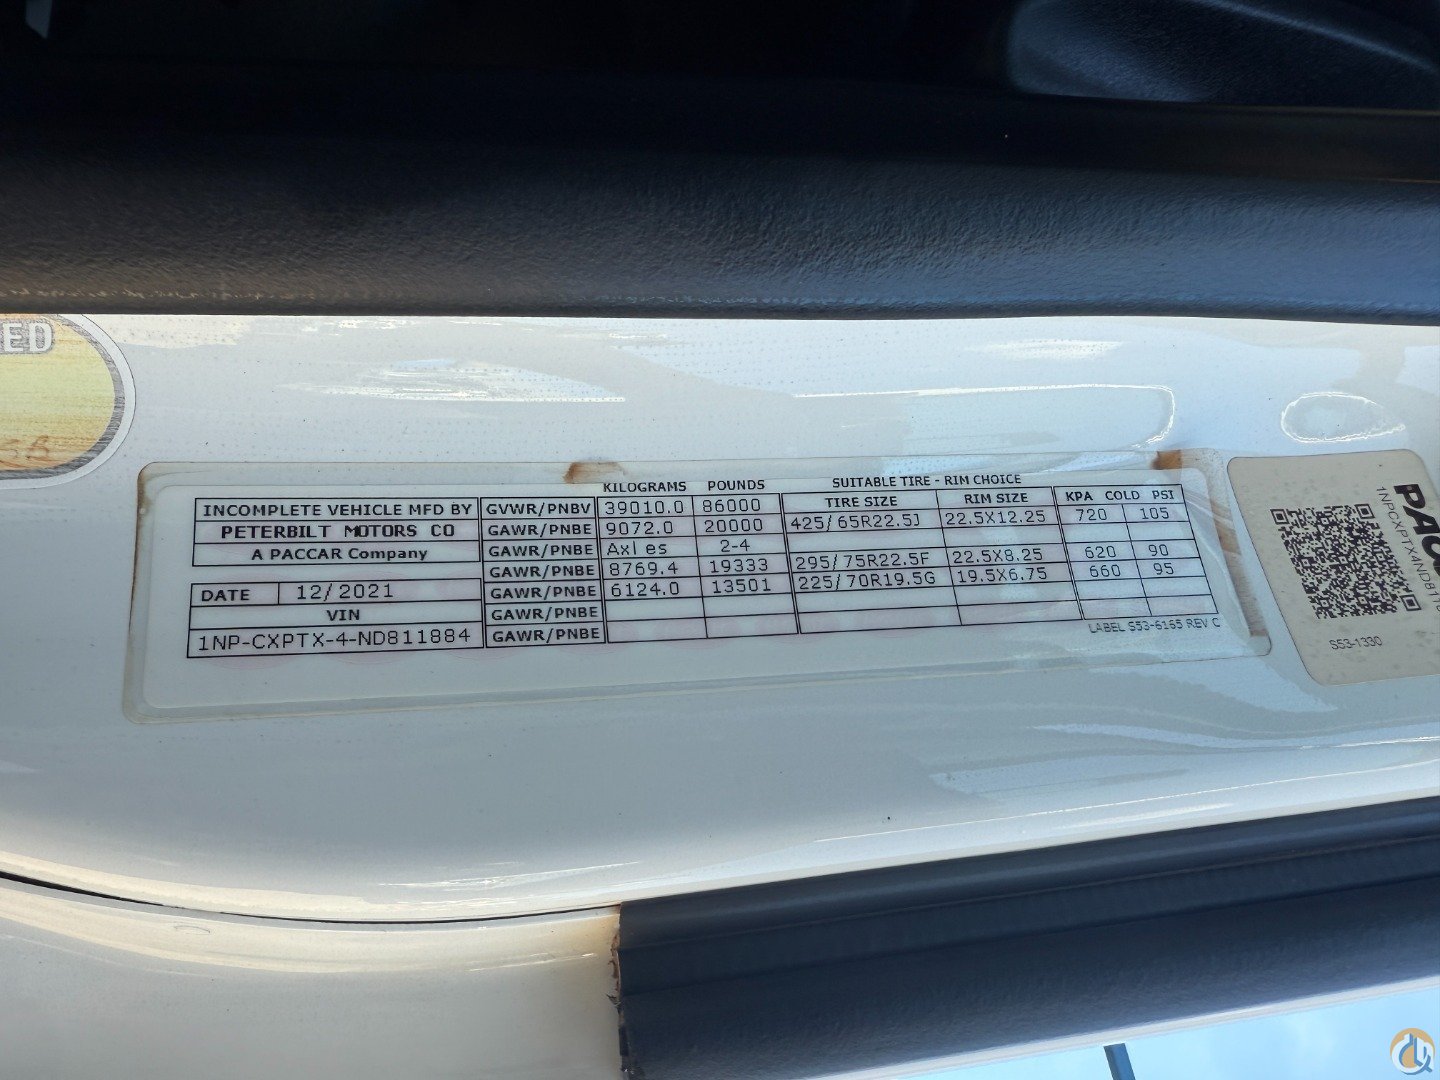 ED
KILOGRAMS POUNDS SUITABLE TIRE - RIM CHOICE
INCOMPLETE VEHICLE MFD BY GVWR/PNBV 39010.0 86000 TIRE SIZE RIM SIZE KPA COLD PSI
PETERBILT MOTORS CO GAWR/PNBE 9072.0 20000 425/65R22.5J 22.5X12.25 720 105
A PACCAR Company GAWR/PNBE Axles 2-4
GAWR/PNBE 8769.4 19333 295/75R22.5F 22.5X8.25 620 90
DATE 12/2021 GAWR/PNBE 6124.0 13501 225/70R19.5G 19.5X6.75 660 95
VIN GAWR/PNBE
1NP-CXPTX-4-ND811884 GAWR/PNBE
LABEL S53-6165 REV C
PAC
1NPCXPTX4ND8118
S53-1330